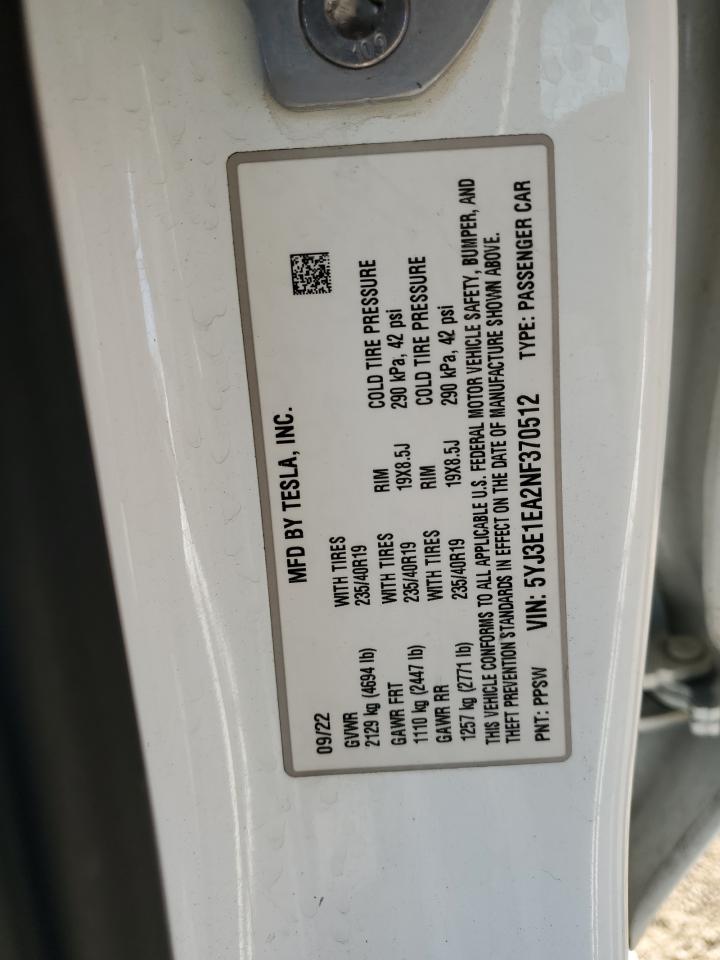 100
MFD BY TESLA, INC.
09/22
GVWR WITH TIRES RIM COLD TIRE PRESSURE
2129 kg (4694 lb) 235/40R19 19X8.5J 290 kPa, 42 psi
GAWR FRT WITH TIRES RIM COLD TIRE PRESSURE
1110 kg (2447 lb) 235/40R19 19X8.5J 290 kPa, 42 psi
GAWR RR WITH TIRES
1257 kg (2771 lb) 235/40R19
THIS VEHICLE CONFORMS TO ALL APPLICABLE U.S. FEDERAL MOTOR VEHICLE SAFETY, BUMPER, AND
THEFT PREVENTION STANDARDS IN EFFECT ON THE DATE OF MANUFACTURE SHOWN ABOVE.
PNT: PPSW VIN: 5YJ3E1EA2NF370512 TYPE: PASSENGER CAR